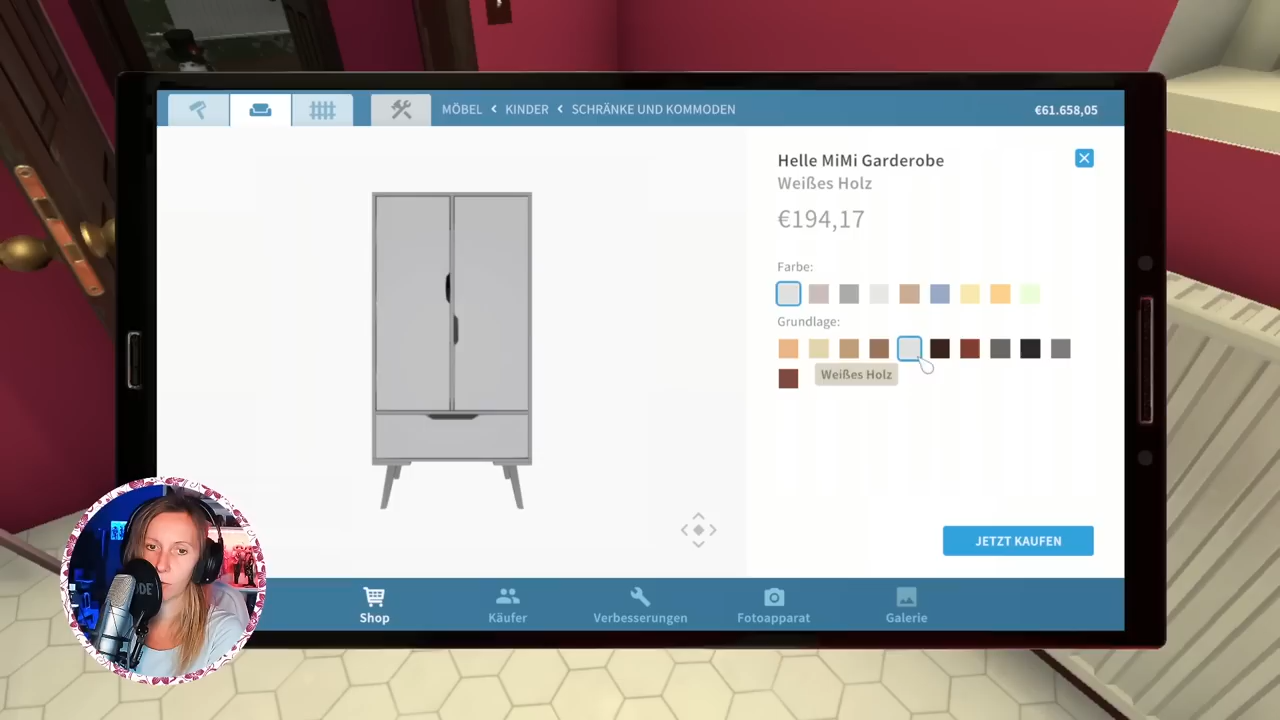 MÖBEL < KINDER < SCHRÄNKE UND KOMMODEN
€61.658,05
Helle MiMi Garderobe
Weißes Holz
€194,17
Farbe:
Grundlage:
Weißes Holz
JETZT KAUFEN
Shop
Käufer
Verbesserungen
Fotoapparat
Galerie